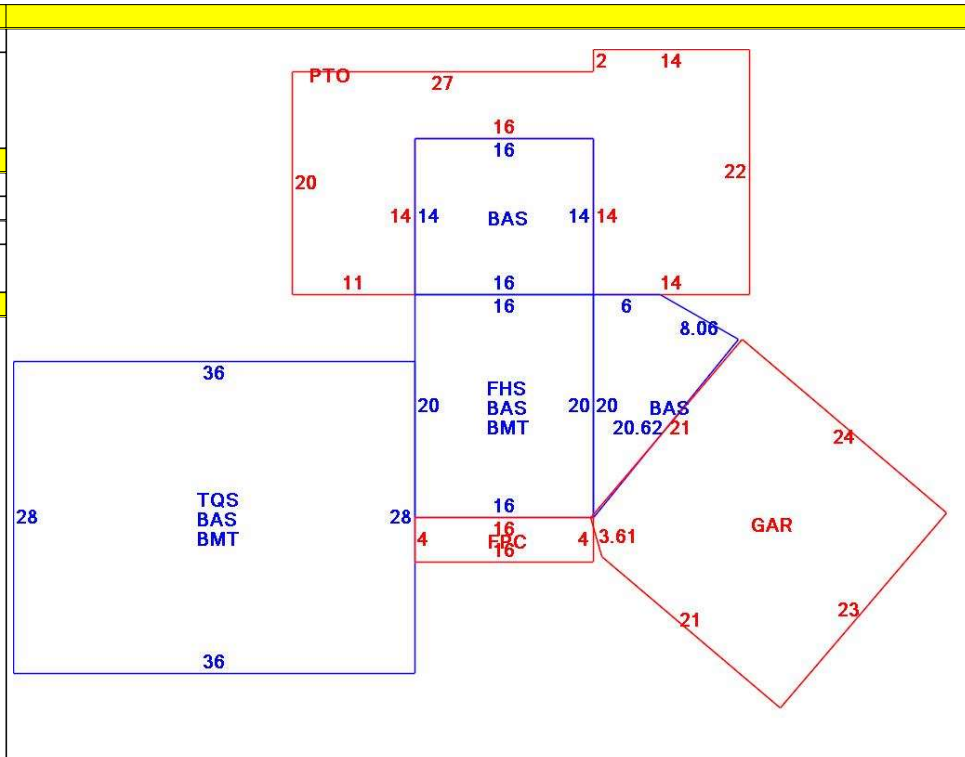 2 14
PTO
27
16
16
20 22
14 14 BAS 14 14
11 16 14
16 6
8.06
36
FHS
20 BAS 20 20 BAS
BMT 20.62 21
24
TQS
28 BAS 28
BMT
16
16
4 FPC 4 3.61
16
GAR
21 23
36